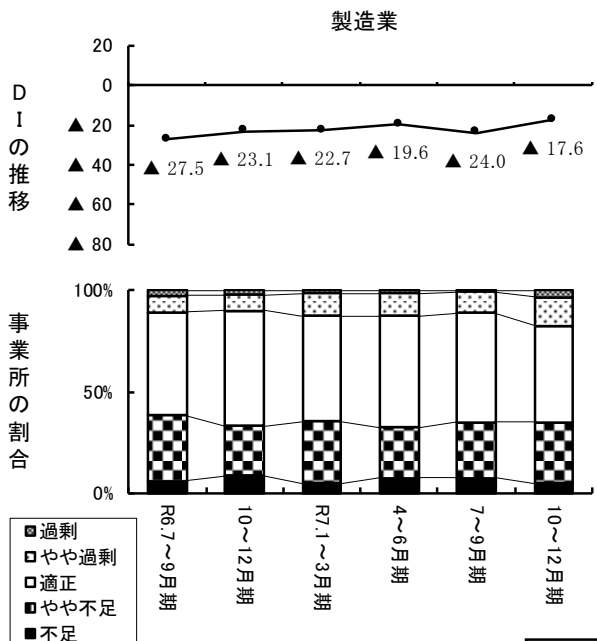 製造業
DIの推移
20
0
▲ 20
▲ 40
▲ 60
▲ 80
▲ 27.5
▲ 23.1
▲ 22.7
▲ 19.6
▲ 24.0
▲ 17.6
事業所の割合
100%
50%
0%
R6.7~9月期
10~12月期
R7.1~3月期
4~6月期
7~9月期
10~12月期
過剰
やや過剰
適正
やや不足
不足